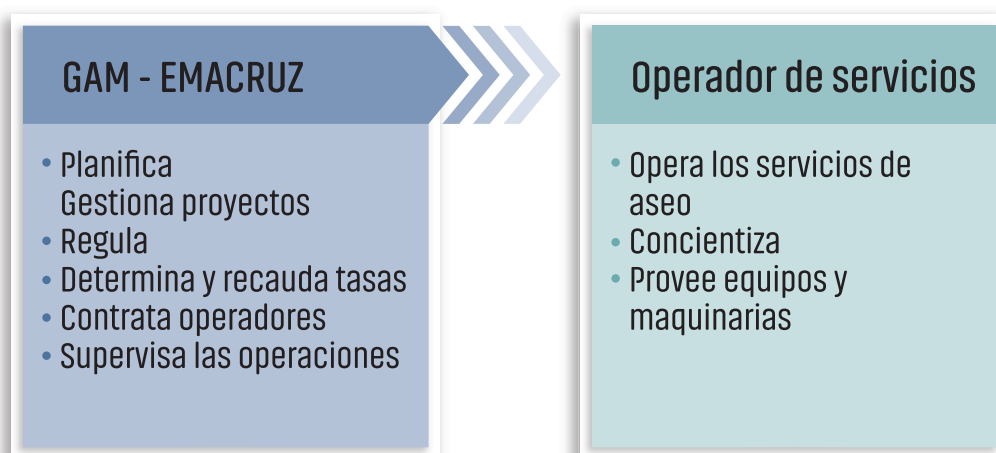 GAM - EMACRUZ
• Planifica
Gestiona proyectos
• Regula
• Determina y recauda tasas
• Contrata operadores
• Supervisa las operaciones
Operador de servicios
• Opera los servicios de
aseo
• Concientiza
• Provee equipos y
maquinarias